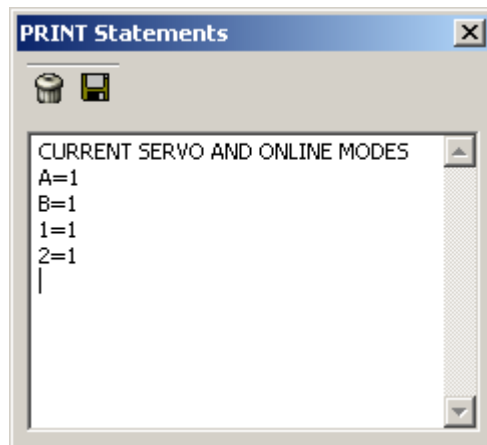 PRINT Statements
CURRENT SERVO AND ONLINE MODES
A=1
B=1
1=1
2=1